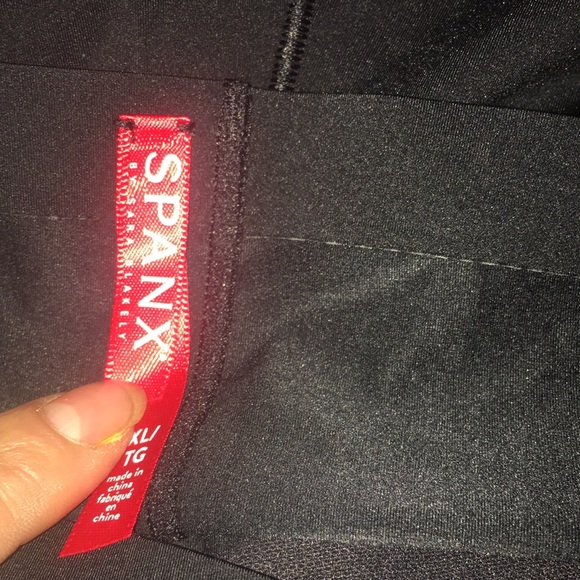 SPANX®
BY SARA BLAKELY
XL/
TG
made in
china
fabriqué
en
chine